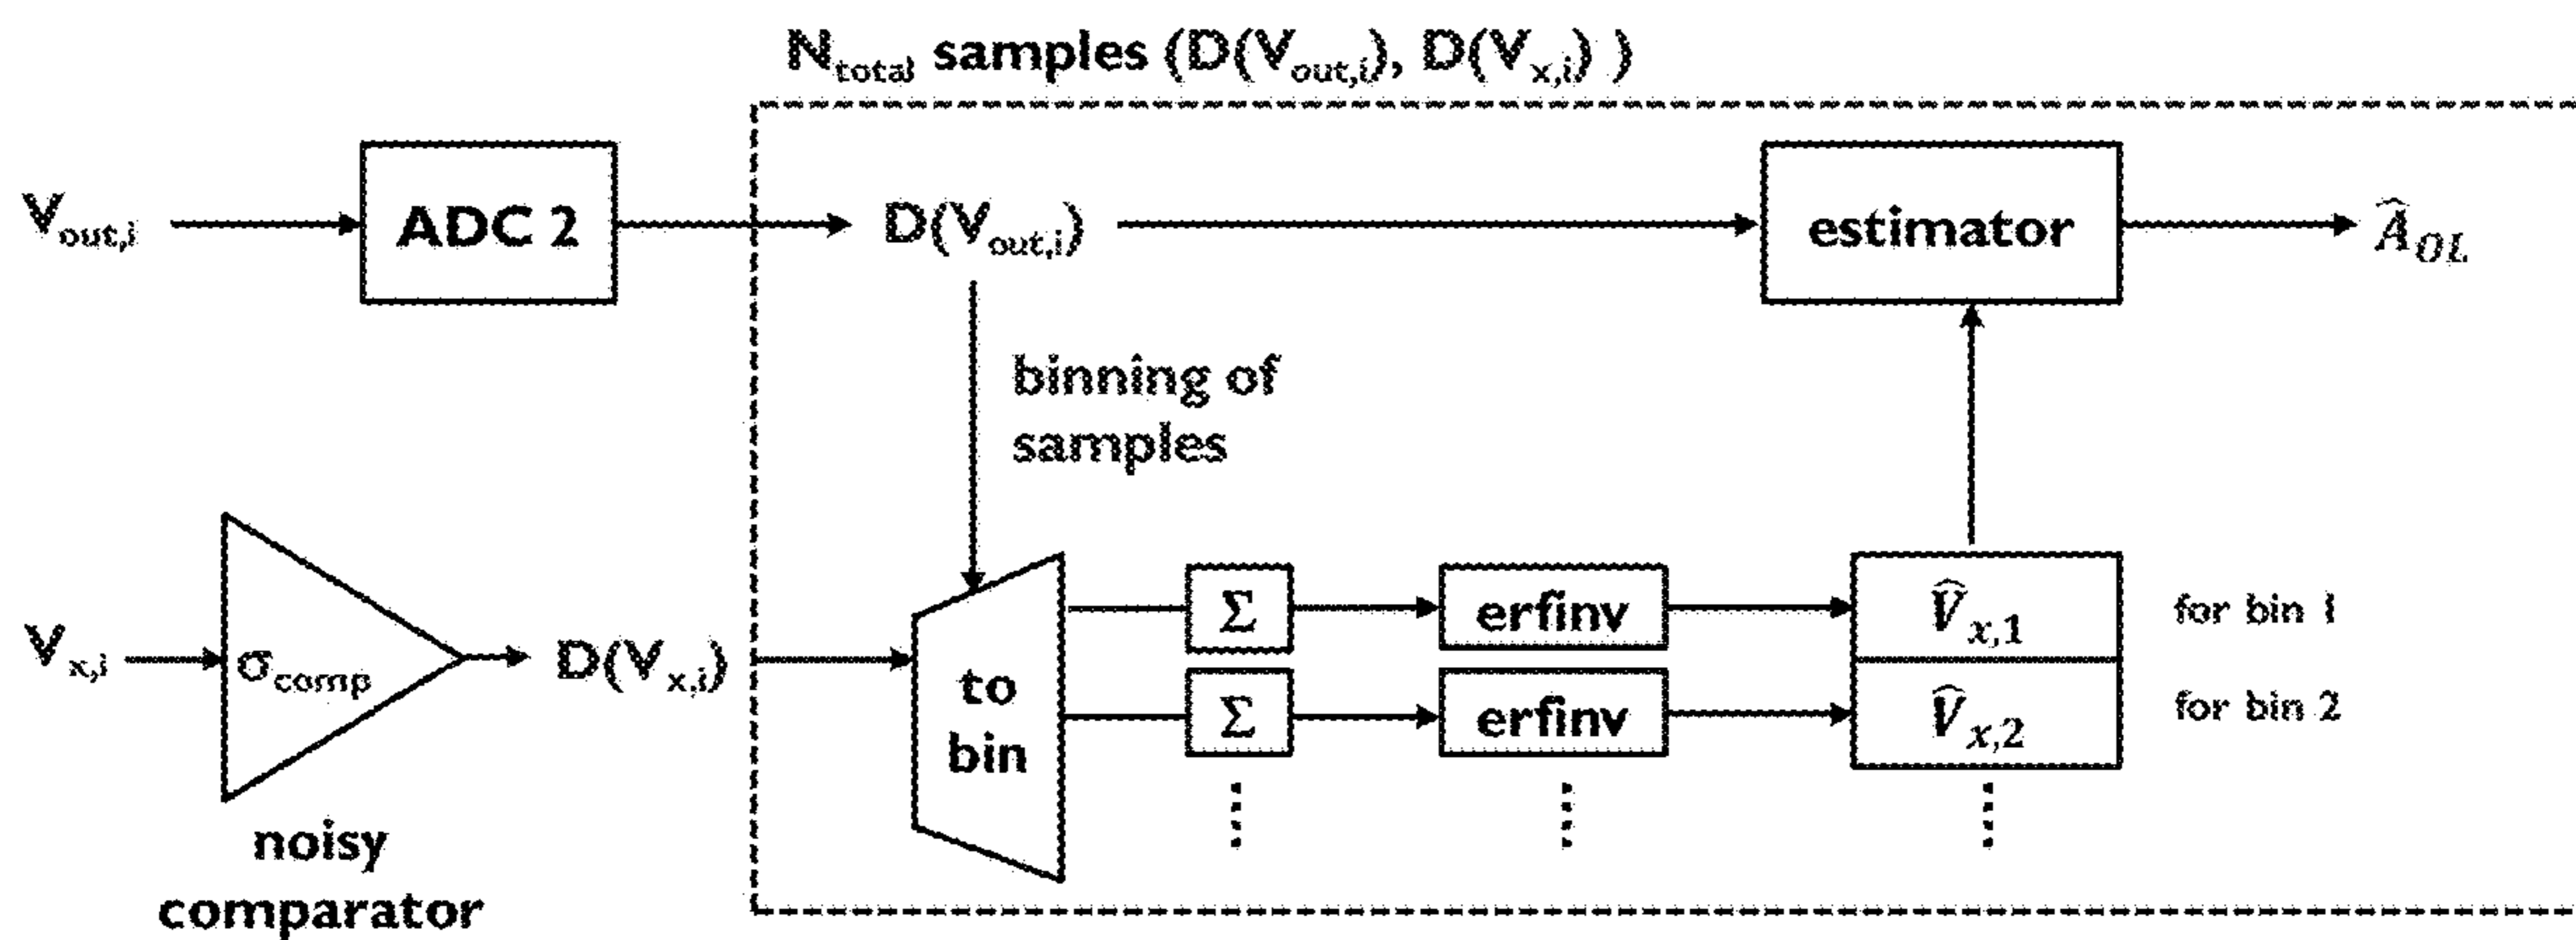 N_total samples (D(V_out,i), D(V_x,i) )
V_out,i
ADC 2
D(V_out,i)
estimator
Â_OL
binning of
samples
V_x,i
σ_comp
D(V_x,i)
to
bin
Σ
erfinv
V̂_x,1
for bin 1
Σ
erfinv
V̂_x,2
for bin 2
noisy
comparator